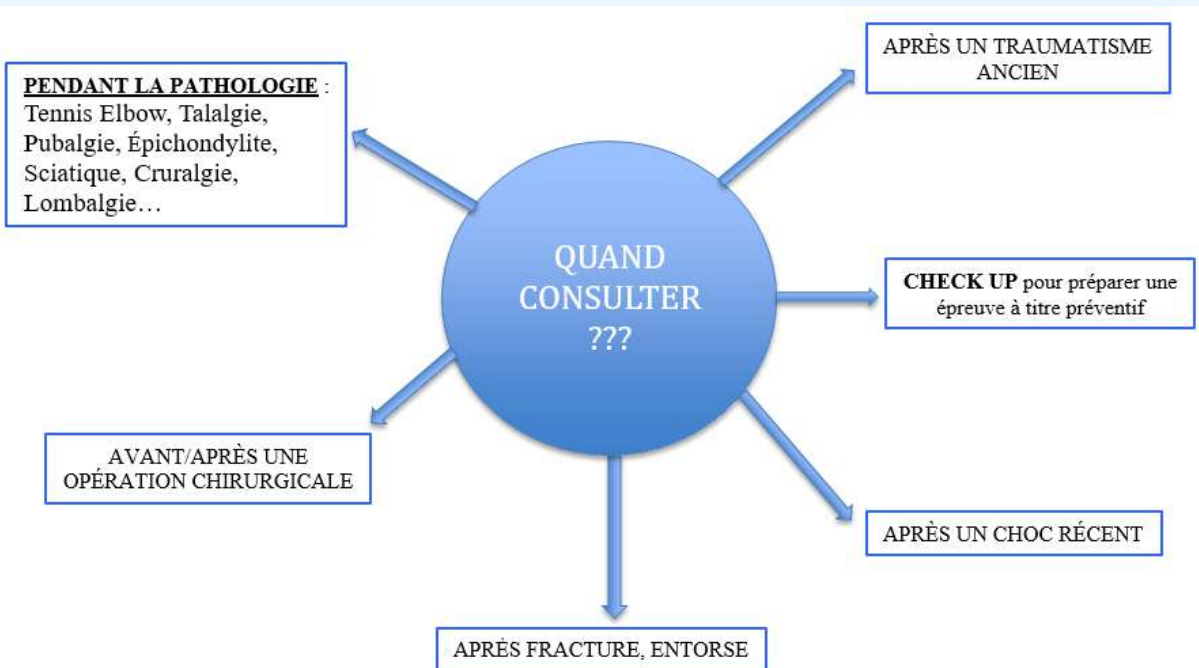 APRÈS UN TRAUMATISME
ANCIEN
PENDANT LA PATHOLOGIE :
Tennis Elbow, Talalgie,
Pubalgie, Épichondylite,
Sciatique, Cruralgie,
Lombalgie…
QUAND
CONSULTER
???
CHECK UP pour préparer une
épreuve à titre préventif
AVANT/APRÈS UNE
OPÉRATION CHIRURGICALE
APRÈS UN CHOC RÉCENT
APRÈS FRACTURE, ENTORSE